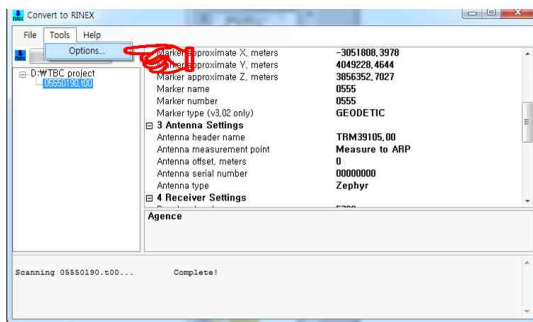 Convert to RINEX
File Tools Help
Options...
Marker approximate X, meters -3051808,3978
Marker approximate Y, meters 4049228,4644
Marker approximate Z, meters 3856352,7027
D:₩TBC project
05550190.t00
Marker name 0555
Marker number 0555
Marker type (v3,02 only) GEODETIC
3 Antenna Settings
Antenna header name TRM39105,00
Antenna measurement point Measure to ARP
Antenna offset, meters 0
Antenna serial number 00000000
Antenna type Zephyr
4 Receiver Settings
Agence
Scanning 05550190.t00... Complete!